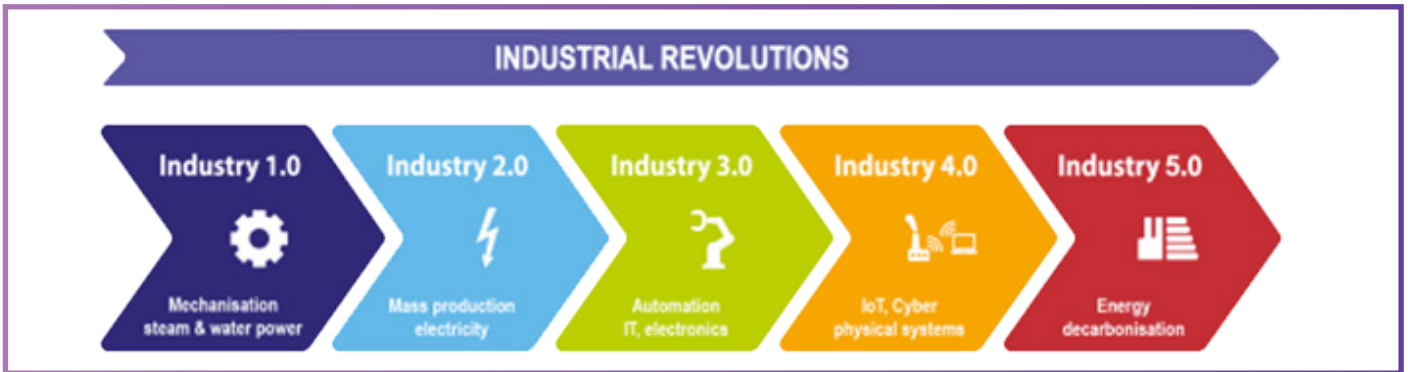 INDUSTRIAL REVOLUTIONS
Industry 1.0
Mechanisation
steam & water power
Industry 2.0
Mass production
electricity
Industry 3.0
Automation
IT, electronics
Industry 4.0
IoT, Cyber
physical systems
Industry 5.0
Energy
decarbonisation